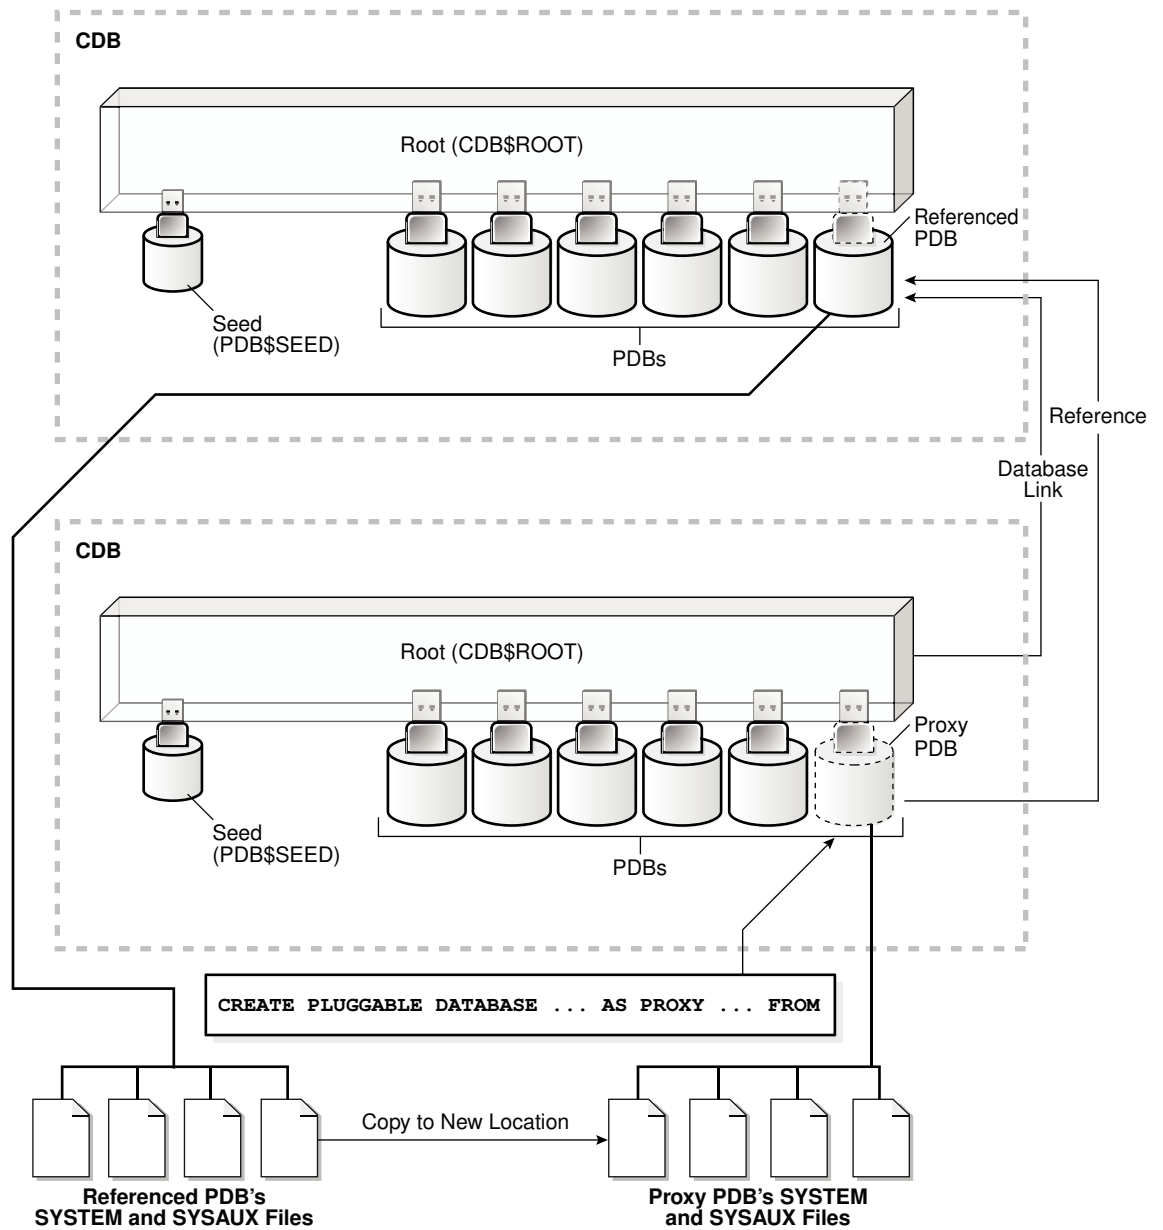 CDB
Root (CDB$ROOT)
Referenced
PDB
Seed
(PDB$SEED)
PDBs
Reference
Database
Link
CDB
Root (CDB$ROOT)
Proxy
PDB
Seed
(PDB$SEED)
PDBs
CREATE PLUGGABLE DATABASE ... AS PROXY ... FROM
Copy to New Location
Referenced PDB's
SYSTEM and SYSAUX Files
Proxy PDB's SYSTEM
and SYSAUX Files